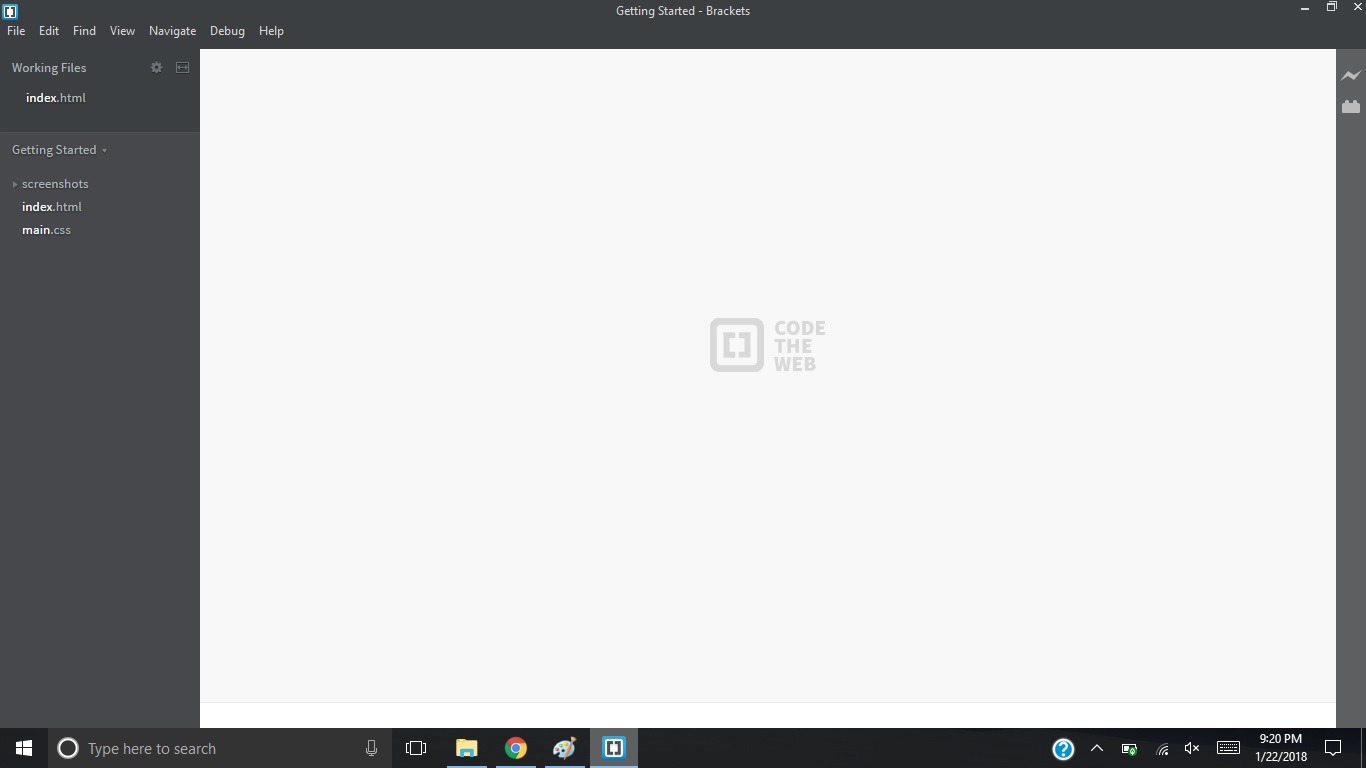 Getting Started - Brackets
File Edit Find View Navigate Debug Help
Working Files
index.html
Getting Started
screenshots
index.html
main.css
CODE
THE
WEB
Type here to search
9:20 PM
1/22/2018